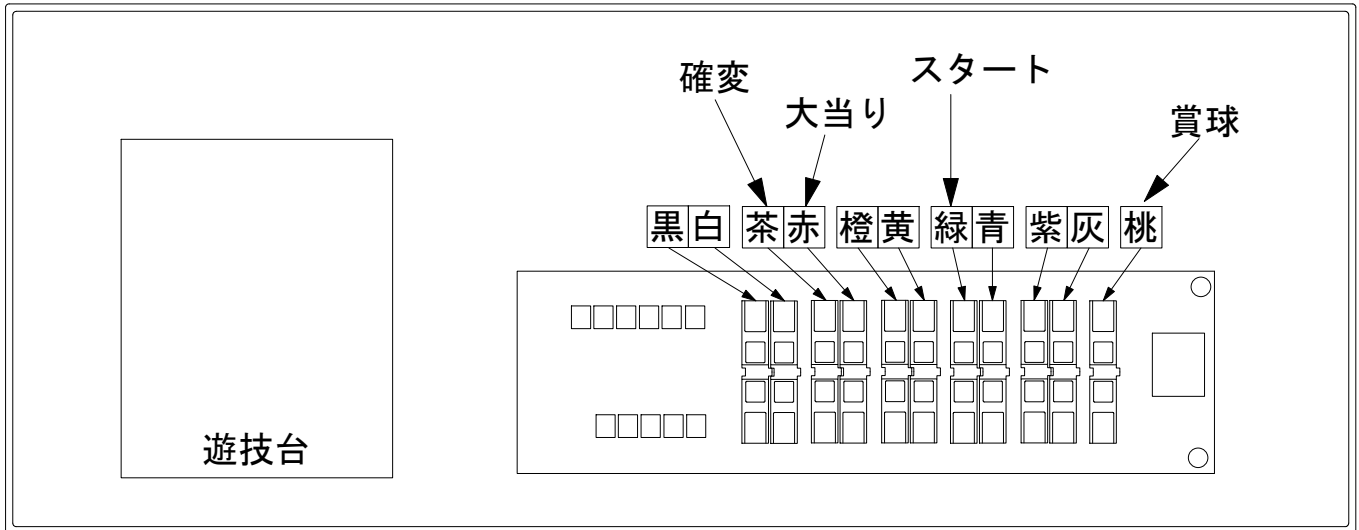 スタート
確変
大当り
賞球
黒 白 茶 赤 橙 黄 緑 青 紫 灰 桃
遊技台